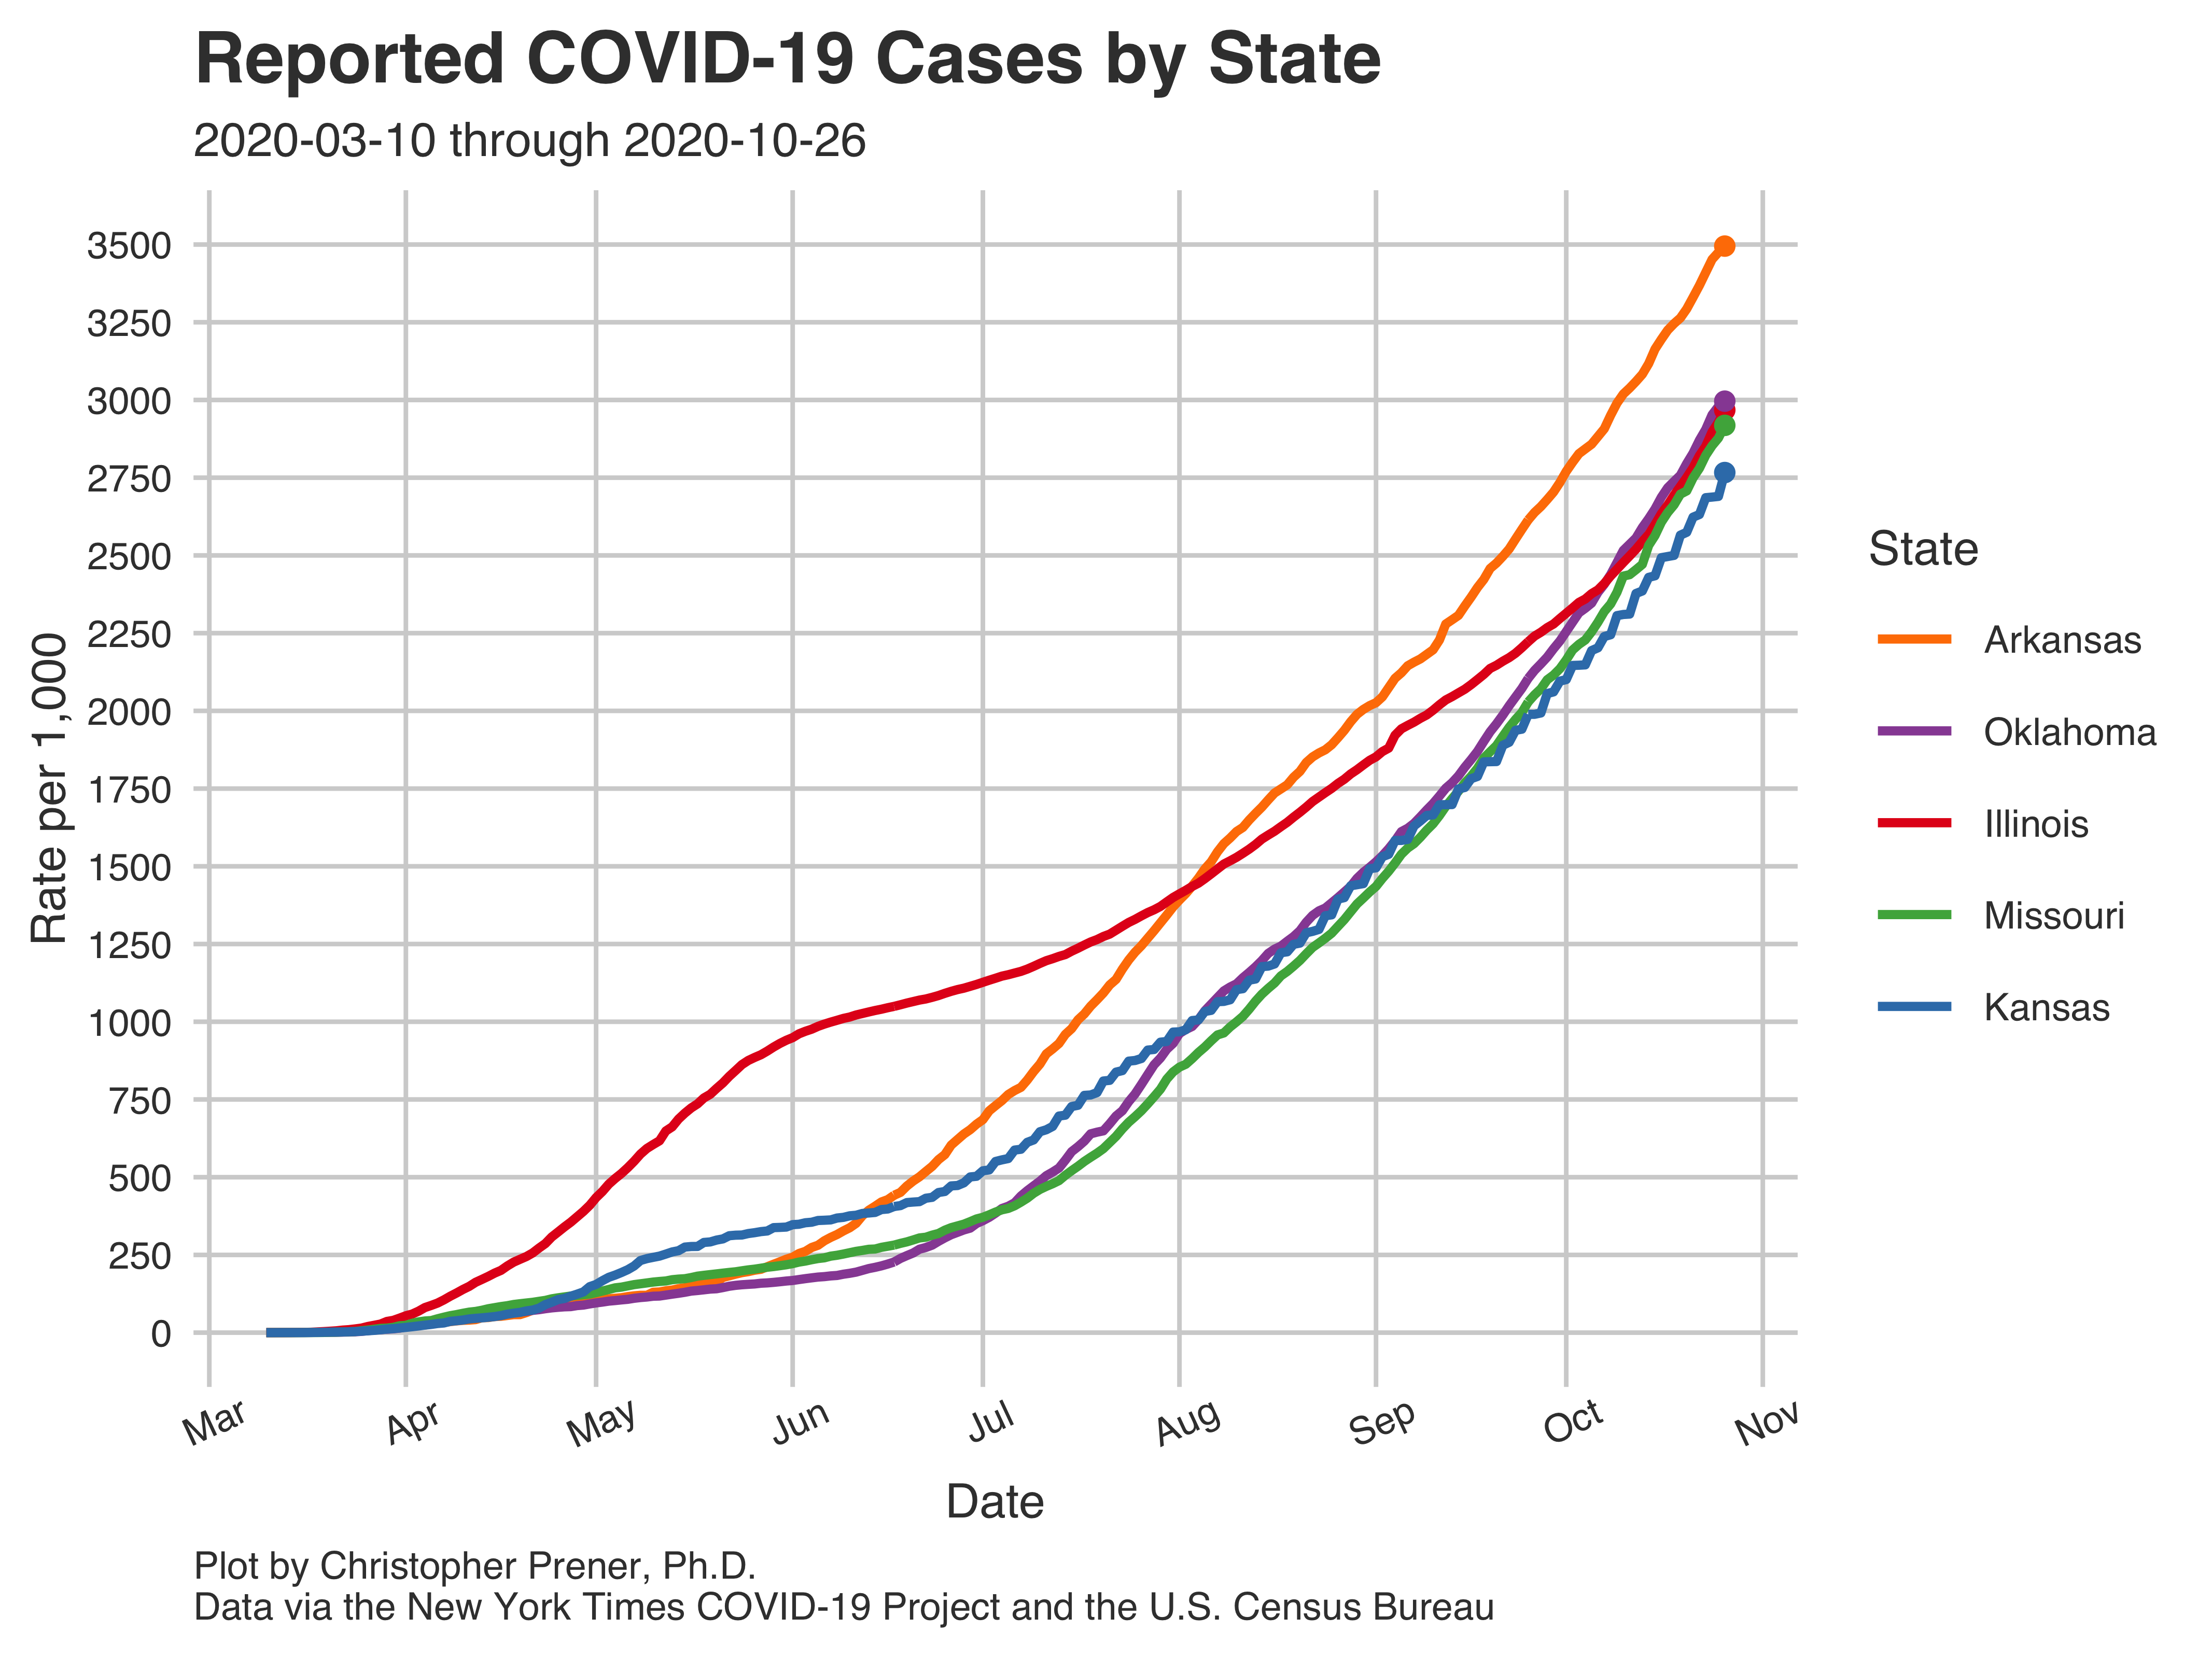 Reported COVID-19 Cases by State
2020-03-10 through 2020-10-26
Rate per 1,000
3500
3250
3000
2750
2500
2250
2000
1750
1500
1250
1000
750
500
250
0
Mar
Apr
May
Jun
Jul
Aug
Sep
Oct
Nov
Date
State
Arkansas
Oklahoma
Illinois
Missouri
Kansas
Plot by Christopher Prener, Ph.D.
Data via the New York Times COVID-19 Project and the U.S. Census Bureau